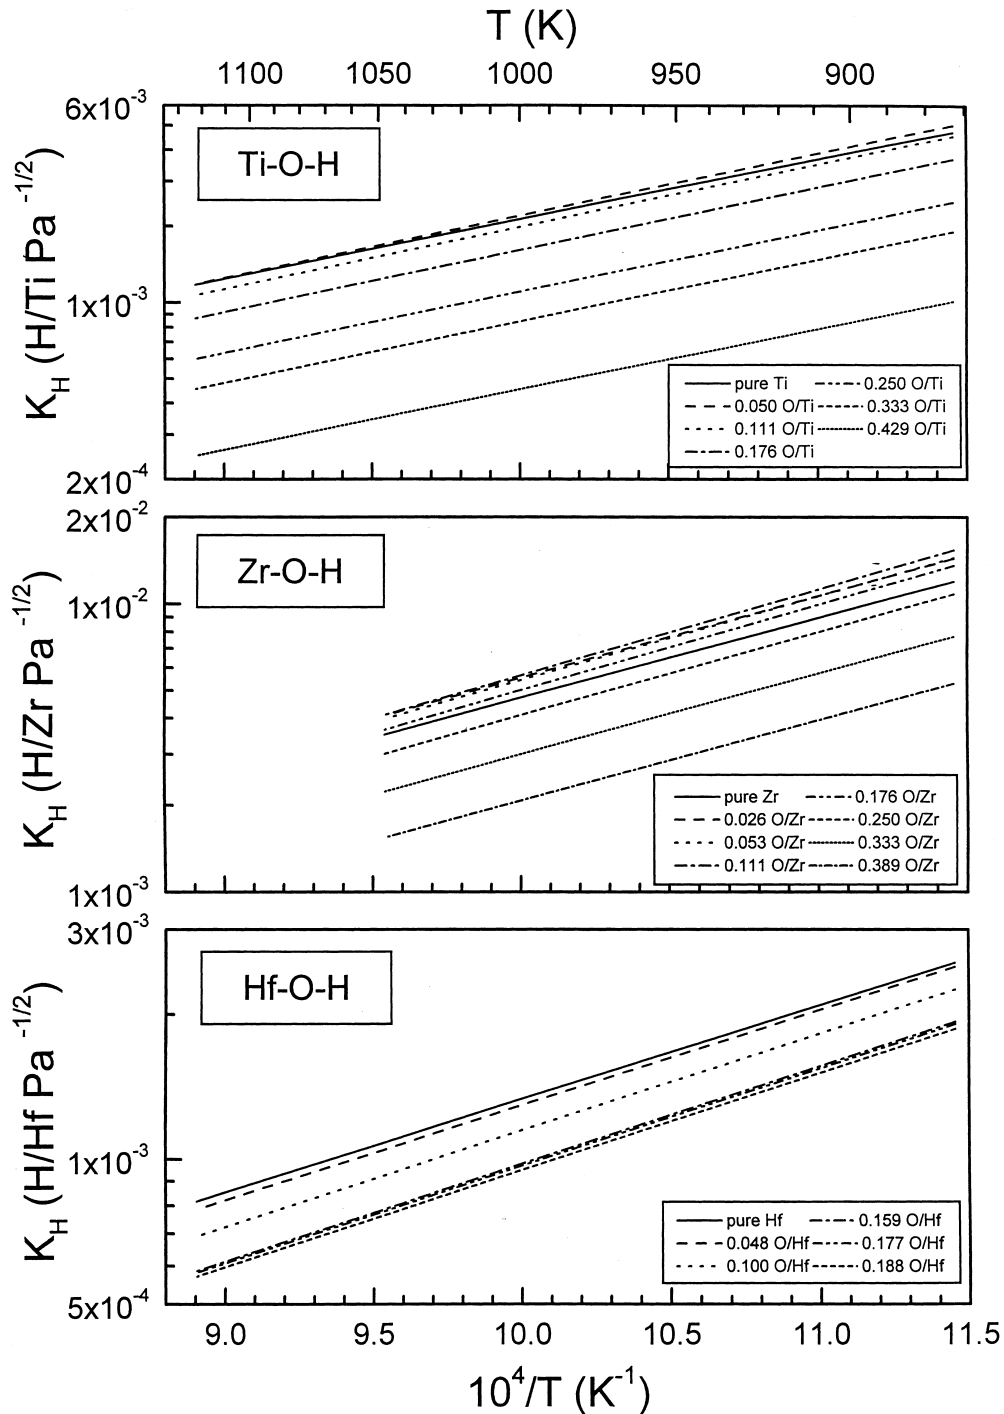 T (K)
1100 1050 1000 950 900
6x10⁻³
Ti-O-H
K_H (H/Ti Pa ⁻¹/²)
1x10⁻³
pure Ti 0.250 O/Ti
0.050 O/Ti 0.333 O/Ti
0.111 O/Ti 0.429 O/Ti
0.176 O/Ti
2x10⁻⁴
2x10⁻²
Zr-O-H
1x10⁻²
K_H (H/Zr Pa ⁻¹/²)
pure Zr 0.176 O/Zr
0.026 O/Zr 0.250 O/Zr
0.053 O/Zr 0.333 O/Zr
0.111 O/Zr 0.389 O/Zr
1x10⁻³
3x10⁻³
Hf-O-H
K_H (H/Hf Pa ⁻¹/²)
1x10⁻³
pure Hf 0.159 O/Hf
0.048 O/Hf 0.177 O/Hf
0.100 O/Hf 0.188 O/Hf
5x10⁻⁴
9.0 9.5 10.0 10.5 11.0 11.5
10⁴/T (K⁻¹)